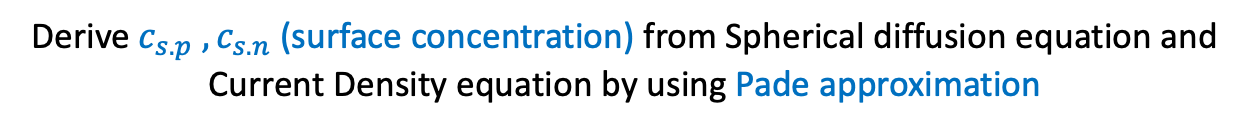 Derive c_{s.p} , c_{s.n} (surface concentration) from Spherical diffusion equation and
Current Density equation by using Pade approximation